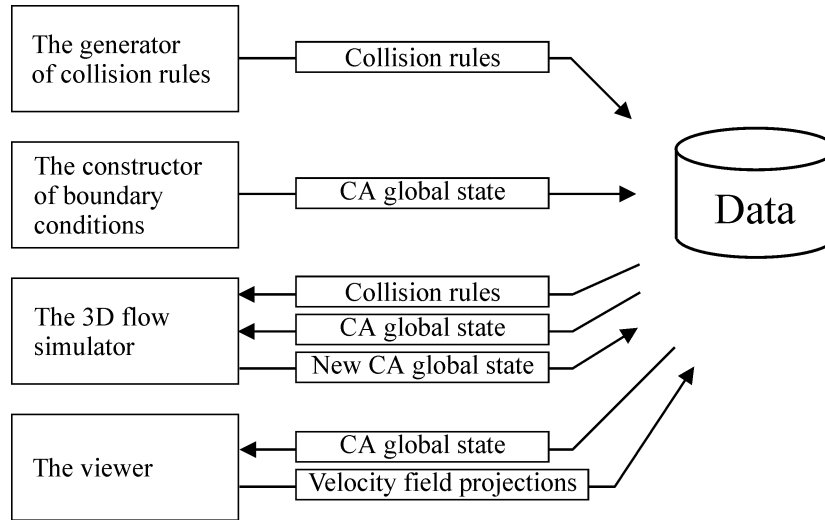 The generator
of collision rules
Collision rules
The constructor
of boundary
conditions
CA global state
Data
The 3D flow
simulator
Collision rules
CA global state
New CA global state
The viewer
CA global state
Velocity field projections